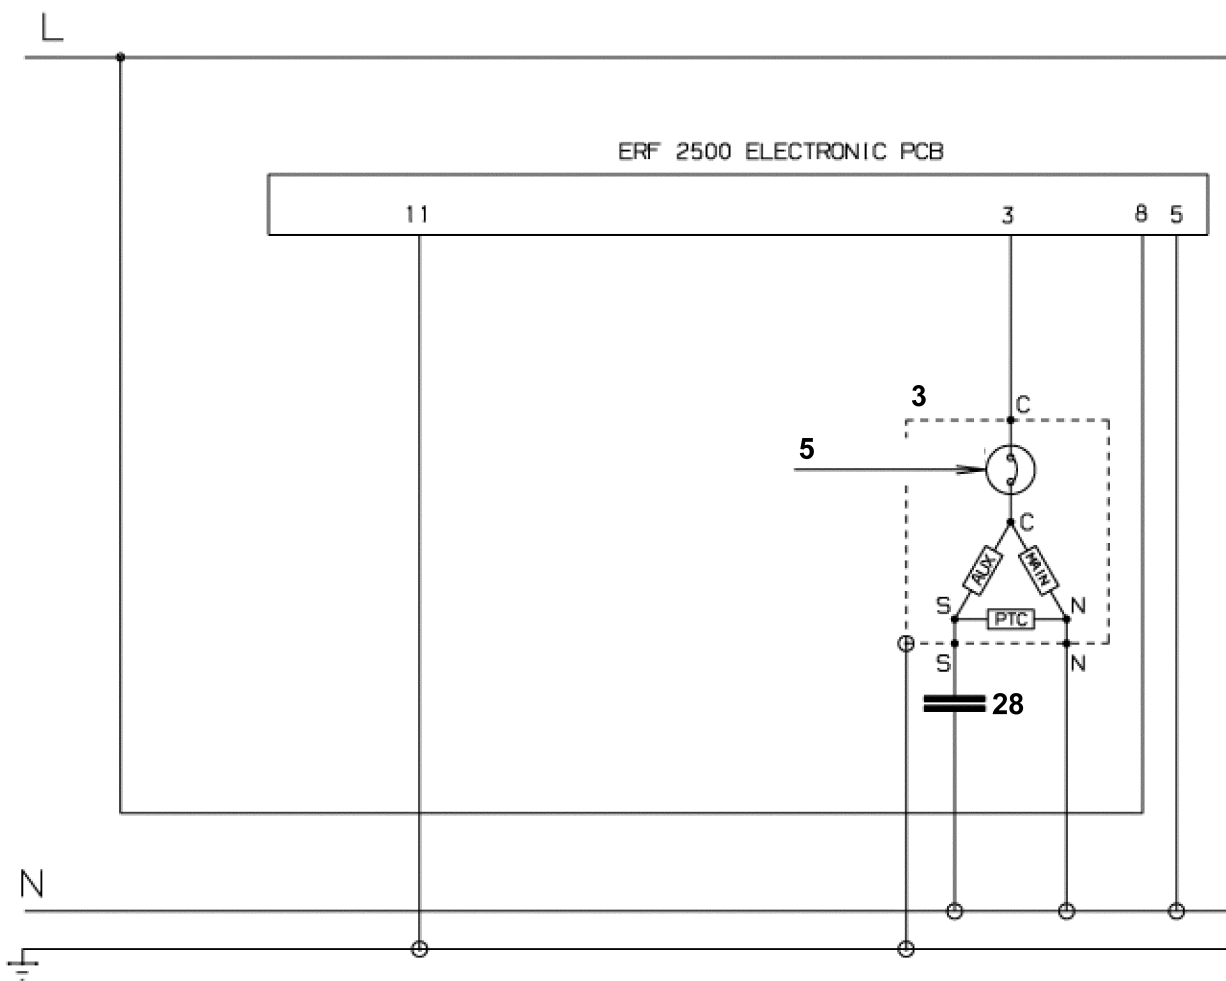 L
ERF 2500 ELECTRONIC PCB
11 3 8 5
3 C
5
C
AUX MAIN
S PTC N
S N
28
N